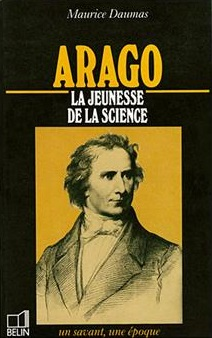 Maurice Daumas
ARAGO
LA JEUNESSE
DE LA SCIENCE
BELIN
un savant, une époque